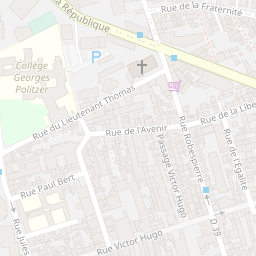 la République
Rue de la Fraternité
P
Collège
Georges
Politzer
Rue du Lieutenant Thomas
Rue de l'Avenir
Rue de la Libe
Rue Robespierre
Passage Victor Hugo
Rue de l'Égalité
Rue Paul Bert
D 39
Rue Jules
Rue Victor Hugo